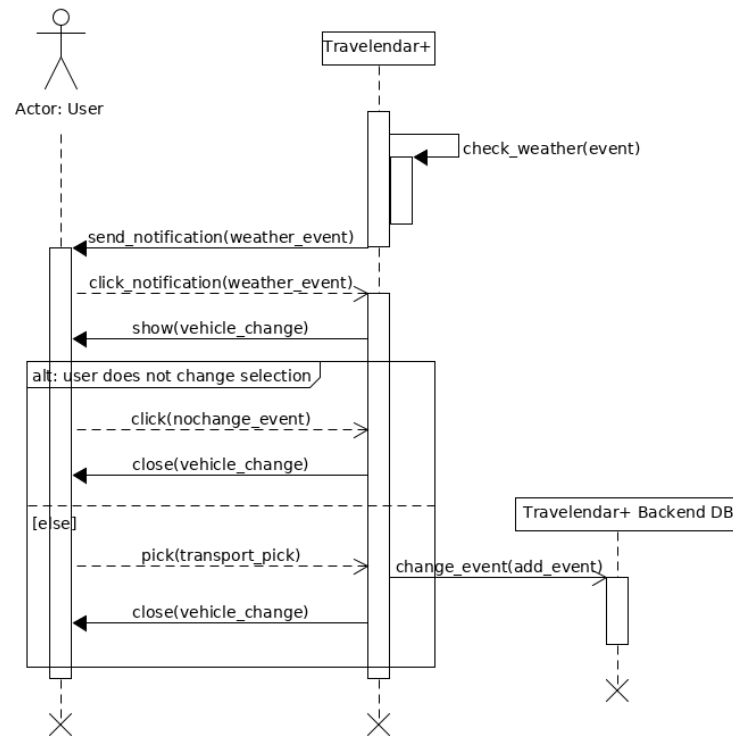 Travelendar+
Actor: User
check_weather(event)
send_notification(weather_event)
click_notification(weather_event)
show(vehicle_change)
alt: user does not change selection
click(nochange_event)
close(vehicle_change)
Travelendar+ Backend DB
[else]
pick(transport_pick)
change_event(add_event)
close(vehicle_change)